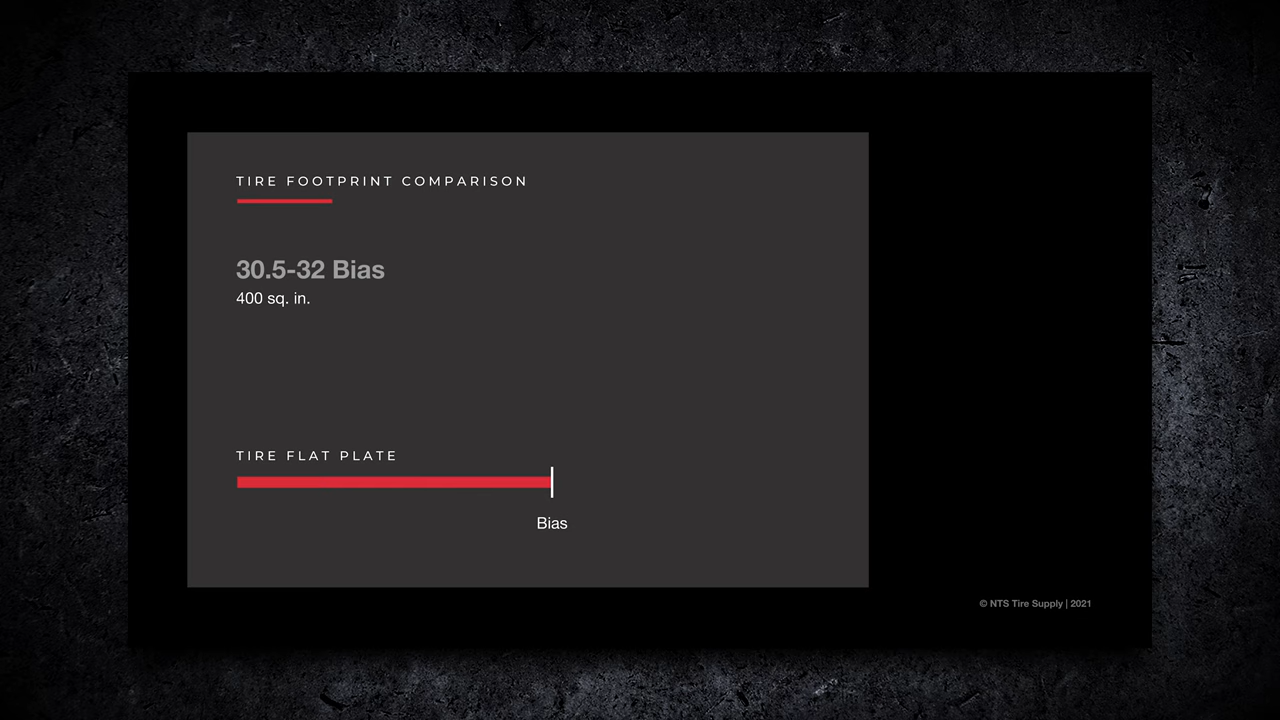 TIRE FOOTPRINT COMPARISON
30.5-32 Bias
400 sq. in.
TIRE FLAT PLATE
Bias
© NTS Tire Supply | 2021